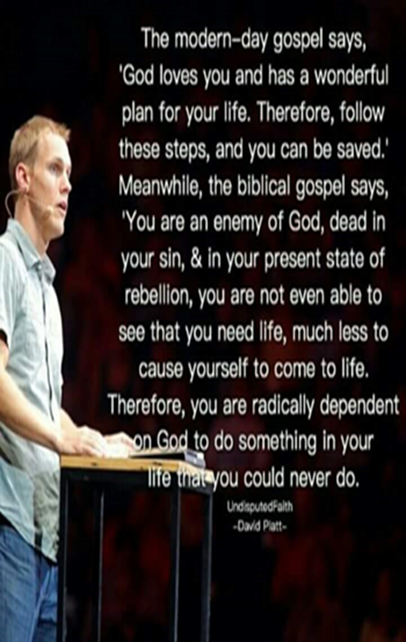 The modern-day gospel says,
'God loves you and has a wonderful
plan for your life. Therefore, follow
these steps, and you can be saved.'
Meanwhile, the biblical gospel says,
'You are an enemy of God, dead in
your sin, & in your present state of
rebellion, you are not even able to
see that you need life, much less to
cause yourself to come to life.
Therefore, you are radically dependent
on God to do something in your
life that you could never do.
UndisputedFaith
-David Platt-